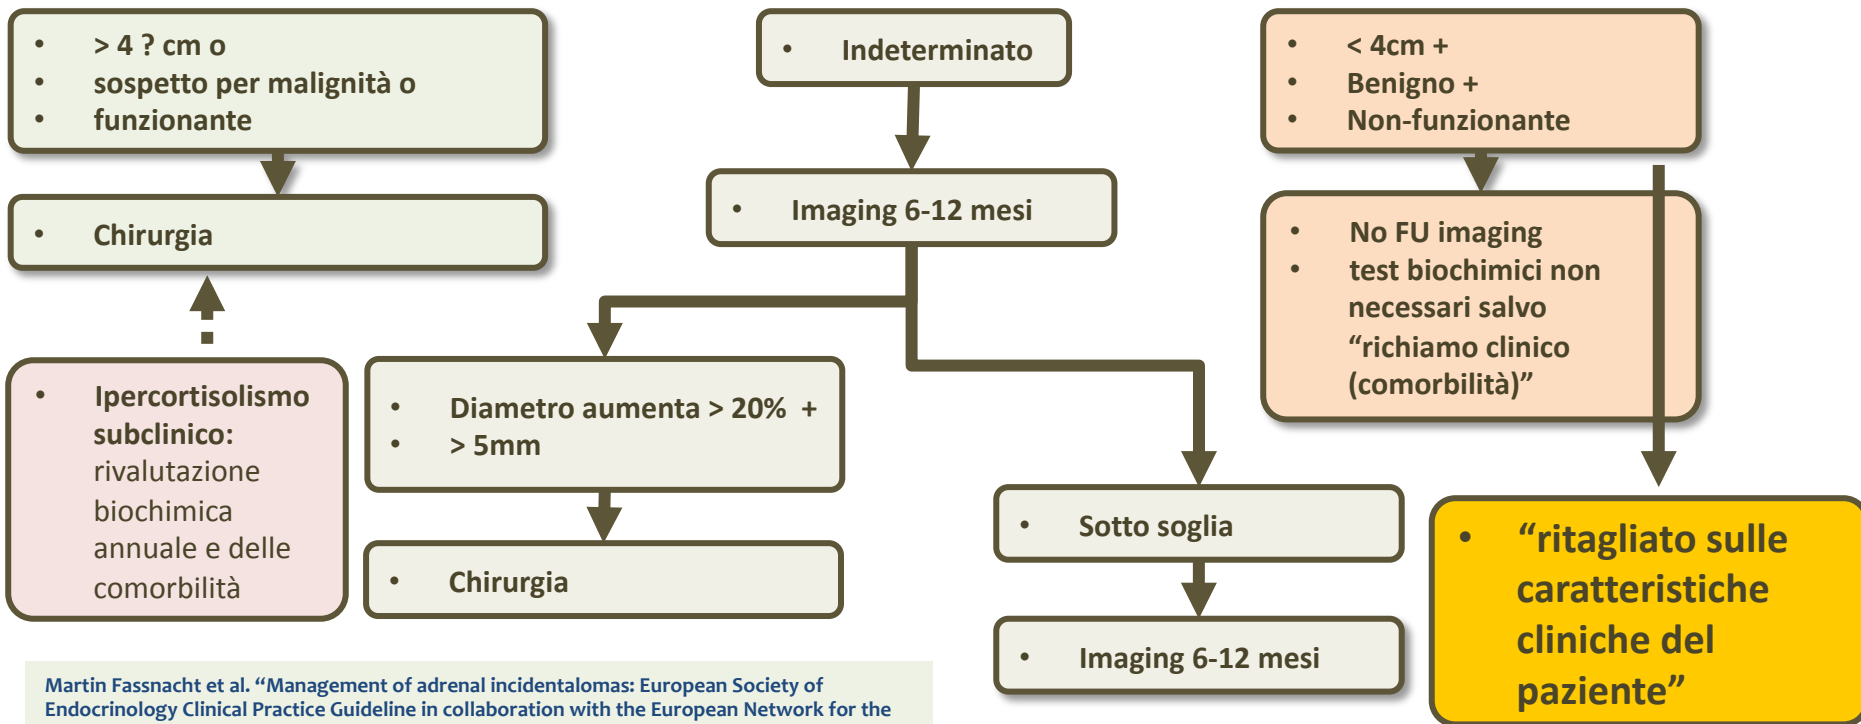 • > 4 ? cm o
• sospetto per malignità o
• funzionante
• Chirurgia
• Ipercortisolismo
subclinico:
rivalutazione
biochimica
annuale e delle
comorbilità
• Indeterminato
• Imaging 6-12 mesi
• Diametro aumenta > 20% +
• > 5mm
• Chirurgia
• Sotto soglia
• Imaging 6-12 mesi
• < 4cm +
• Benigno +
• Non-funzionante
• No FU imaging
• test biochimici non
necessari salvo
“richiamo clinico
(comorbilità)”
• “ritagliato sulle
caratteristiche
cliniche del
paziente”
Martin Fassnacht et al. “Management of adrenal incidentalomas: European Society of
Endocrinology Clinical Practice Guideline in collaboration with the European Network for the